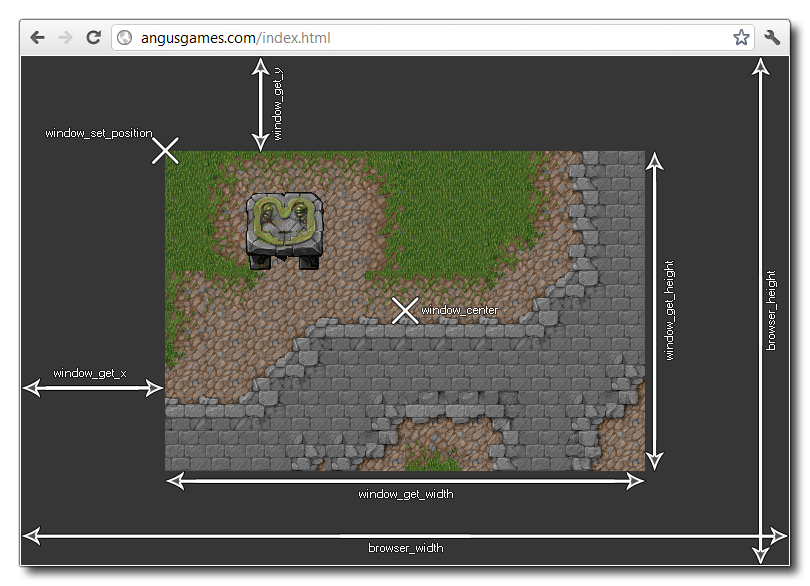 angusgames.com/index.html
window_get_y
window_set_position
window_center
window_get_height
browser_height
window_get_x
window_get_width
browser_width